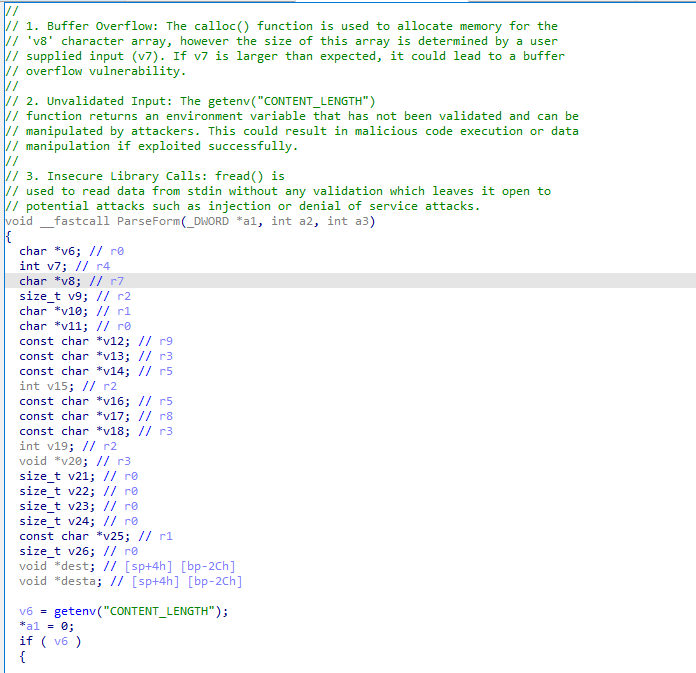 //
// 1. Buffer Overflow: The calloc() function is used to allocate memory for the
// 'v8' character array, however the size of this array is determined by a user
// supplied input (v7). If v7 is larger than expected, it could lead to a buffer
// overflow vulnerability.
//
// 2. Unvalidated Input: The getenv("CONTENT_LENGTH")
// function returns an environment variable that has not been validated and can be
// manipulated by attackers. This could result in malicious code execution or data
// manipulation if exploited successfully.
//
// 3. Insecure Library Calls: fread() is
// used to read data from stdin without any validation which leaves it open to
// potential attacks such as injection or denial of service attacks.
void __fastcall ParseForm(_DWORD *a1, int a2, int a3)
{
  char *v6; // r0
  int v7; // r4
  char *v8; // r7
  size_t v9; // r2
  char *v10; // r1
  char *v11; // r0
  const char *v12; // r9
  const char *v13; // r3
  const char *v14; // r5
  int v15; // r2
  const char *v16; // r5
  const char *v17; // r8
  const char *v18; // r3
  int v19; // r2
  void *v20; // r3
  size_t v21; // r0
  size_t v22; // r0
  size_t v23; // r0
  size_t v24; // r0
  const char *v25; // r1
  size_t v26; // r0
  void *dest; // [sp+4h] [bp-2Ch]
  void *desta; // [sp+4h] [bp-2Ch]

  v6 = getenv("CONTENT_LENGTH");
  *a1 = 0;
  if ( v6 )
  {